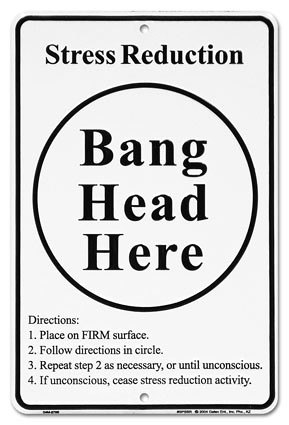 Stress Reduction
Bang
Head
Here
Directions:
1. Place on FIRM surface.
2. Follow directions in circle.
3. Repeat step 2 as necessary, or until unconscious.
4. If unconscious, cease stress reduction activity.